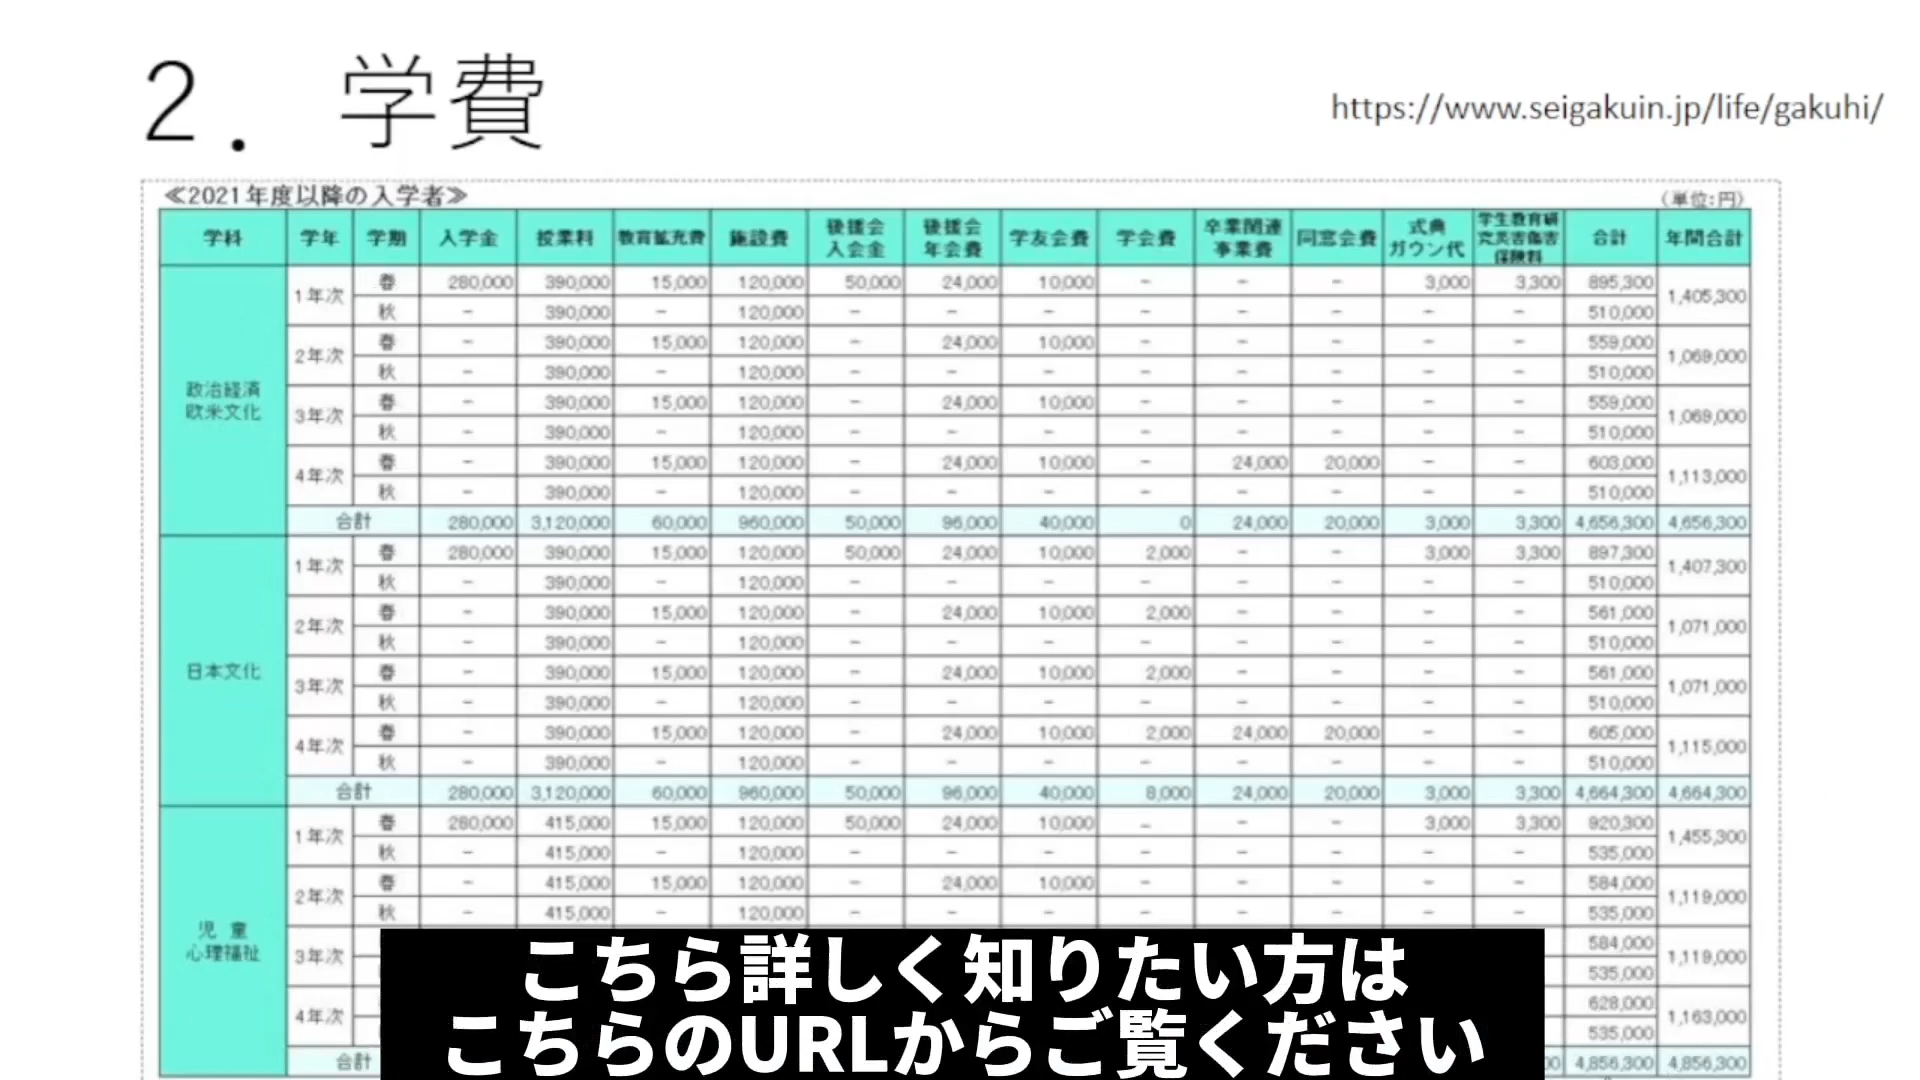 2．学費
https://www.seigakuin.jp/life/gakuhi/
≪2021年度以降の入学者≫
(単位:円)
学科 学年 学期 入学金 授業料 教育拡充費 施設費 後援会入会金 後援会年会費 学友会費 学会費 卒業関連事業費 同窓会費 式典ガウン代 学生教育研究災害傷害保険料 合計 年間合計
政治経済 欧米文化
1年次 春 280,000 390,000 15,000 120,000 50,000 24,000 10,000 － － － 3,000 3,300 895,300 1,405,300
秋 － 390,000 － 120,000 － － － － － － － － 510,000
2年次 春 － 390,000 15,000 120,000 － 24,000 10,000 － － － － － 559,000 1,069,000
秋 － 390,000 － 120,000 － － － － － － － － 510,000
3年次 春 － 390,000 15,000 120,000 － 24,000 10,000 － － － － － 559,000 1,069,000
秋 － 390,000 － 120,000 － － － － － － － － 510,000
4年次 春 － 390,000 15,000 120,000 － 24,000 10,000 － 24,000 20,000 － － 603,000 1,113,000
秋 － 390,000 － 120,000 － － － － － － － － 510,000
合計 280,000 3,120,000 60,000 960,000 50,000 96,000 40,000 0 24,000 20,000 3,000 3,300 4,656,300 4,656,300
日本文化
1年次 春 280,000 390,000 15,000 120,000 50,000 24,000 10,000 2,000 － － 3,000 3,300 897,300 1,407,300
秋 － 390,000 － 120,000 － － － － － － － － 510,000
2年次 春 － 390,000 15,000 120,000 － 24,000 10,000 2,000 － － － － 561,000 1,071,000
秋 － 390,000 － 120,000 － － － － － － － － 510,000
3年次 春 － 390,000 15,000 120,000 － 24,000 10,000 2,000 － － － － 561,000 1,071,000
秋 － 390,000 － 120,000 － － － － － － － － 510,000
4年次 春 － 390,000 15,000 120,000 － 24,000 10,000 2,000 24,000 20,000 － － 605,000 1,115,000
秋 － 390,000 － 120,000 － － － － － － － － 510,000
合計 280,000 3,120,000 60,000 960,000 50,000 96,000 40,000 8,000 24,000 20,000 3,000 3,300 4,664,300 4,664,300
児童 心理福祉
1年次 春 280,000 415,000 15,000 120,000 50,000 24,000 10,000 － － － 3,000 3,300 920,300 1,455,300
秋 － 415,000 － 120,000 － － － － － － － － 535,000
2年次 春 － 415,000 15,000 120,000 － 24,000 10,000 － － － － － 584,000 1,119,000
秋 － 415,000 － 120,000 － － － － － － － － 535,000
3年次 584,000 1,119,000
535,000
4年次 628,000 1,163,000
535,000
合計 4,856,300 4,856,300
こちら詳しく知りたい方は
こちらのURLからご覧ください